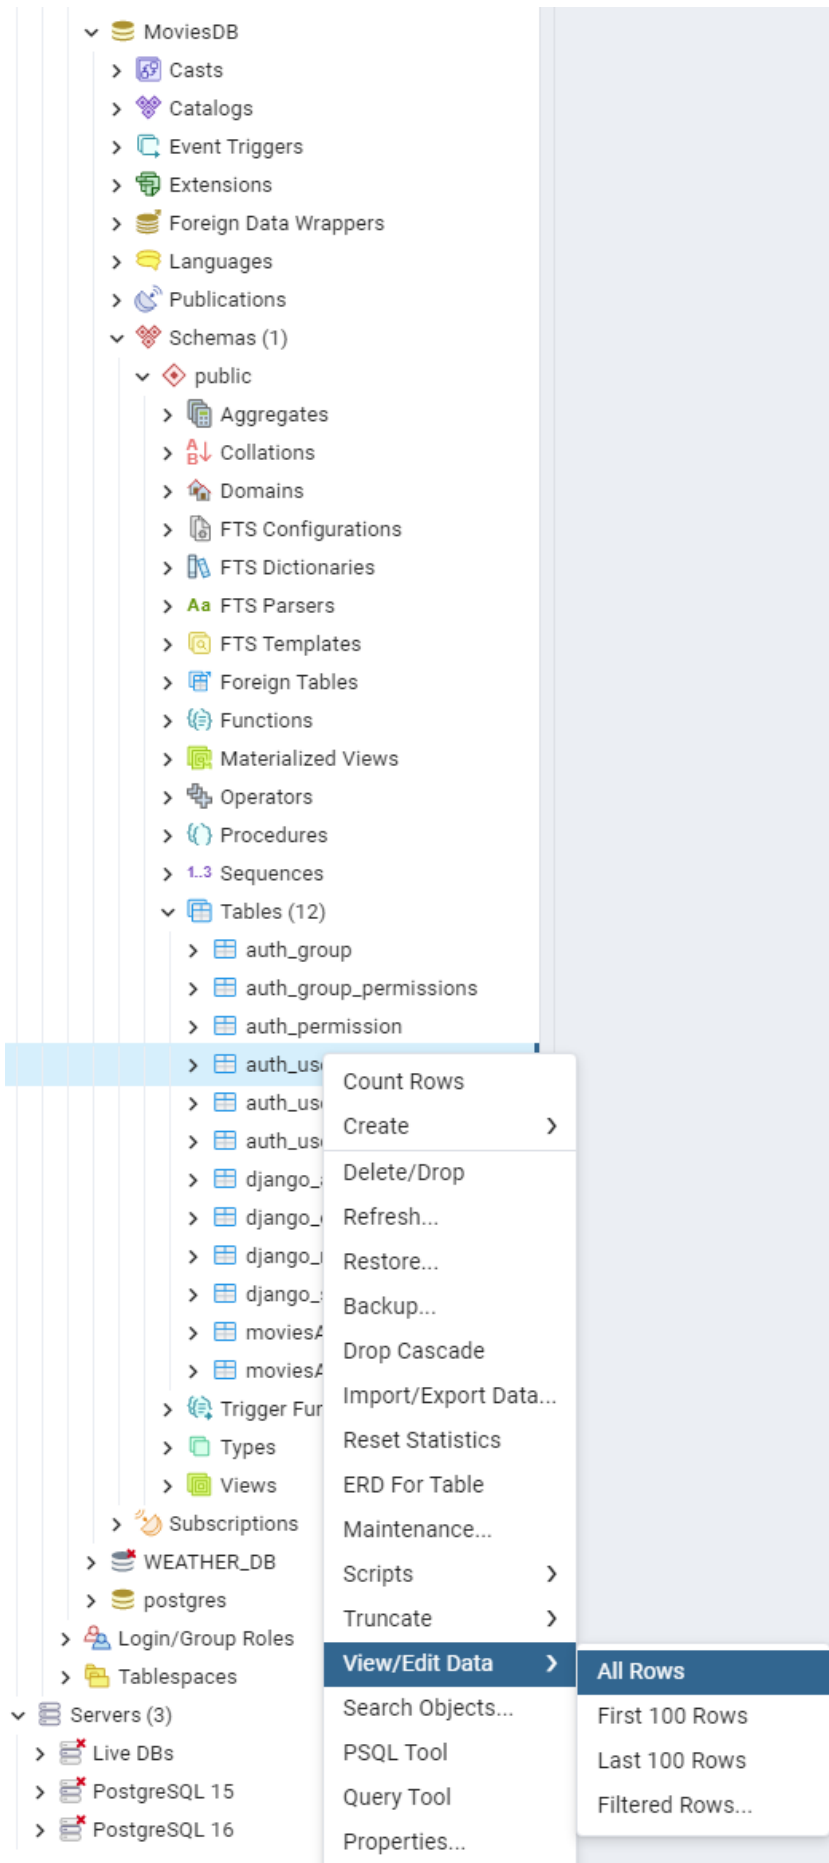 MoviesDB
Casts
Catalogs
Event Triggers
Extensions
Foreign Data Wrappers
Languages
Publications
Schemas (1)
public
Aggregates
Collations
Domains
FTS Configurations
FTS Dictionaries
Aa FTS Parsers
FTS Templates
Foreign Tables
Functions
Materialized Views
Operators
Procedures
1..3 Sequences
Tables (12)
auth_group
auth_group_permissions
auth_permission
Types
Views
Subscriptions
WEATHER_DB
postgres
Login/Group Roles
Tablespaces
Servers (3)
Live DBs
PostgreSQL 15
PostgreSQL 16
Count Rows
Create
Delete/Drop
Refresh...
Restore...
Backup...
Drop Cascade
Import/Export Data...
Reset Statistics
ERD For Table
Maintenance...
Scripts
Truncate
View/Edit Data
Search Objects...
PSQL Tool
Query Tool
Properties...
All Rows
First 100 Rows
Last 100 Rows
Filtered Rows...